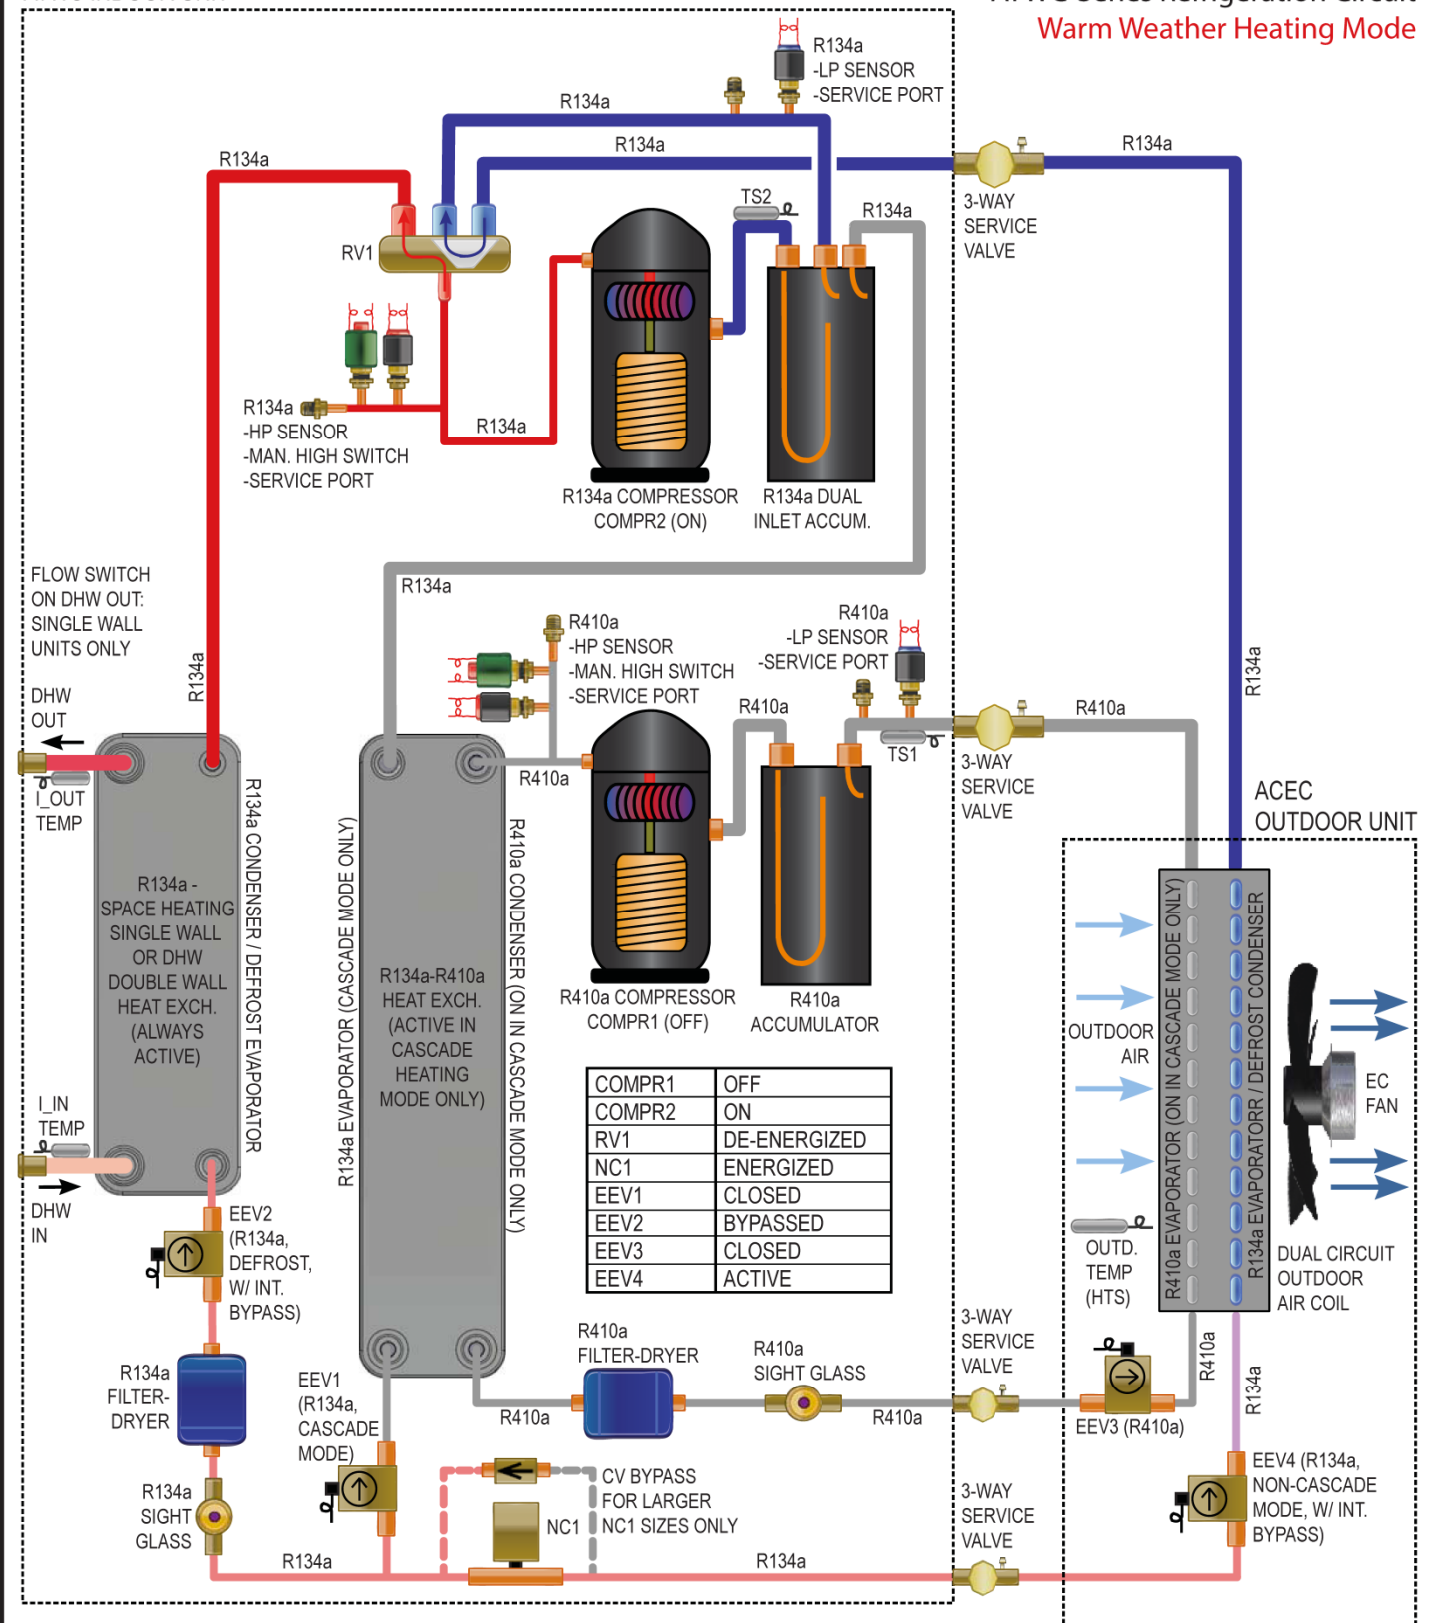 Warm Weather Heating Mode
R134a
-LP SENSOR
-SERVICE PORT
R134a
R134a
R134a
R134a
TS2
R134a
3-WAY
SERVICE
VALVE
RV1
R134a
-HP SENSOR
-MAN. HIGH SWITCH
-SERVICE PORT
R134a
R134a COMPRESSOR
COMPR2 (ON)
R134a DUAL
INLET ACCUM.
FLOW SWITCH
ON DHW OUT:
SINGLE WALL
UNITS ONLY
R134a
R134a
R134a
R410a
-HP SENSOR
-MAN. HIGH SWITCH
-SERVICE PORT
R410a
-LP SENSOR
-SERVICE PORT
DHW
OUT
R410a
R410a
R410a
TS1
3-WAY
SERVICE
VALVE
I_OUT
TEMP
ACEC
OUTDOOR UNIT
R134a CONDENSER / DEFROST EVAPORATOR
R134a EVAPORATOR (CASCADE MODE ONLY)
R410a CONDENSER (ON IN CASCADE MODE ONLY)
R134a -
SPACE HEATING
SINGLE WALL
OR DHW
DOUBLE WALL
HEAT EXCH.
(ALWAYS
ACTIVE)
R134a-R410a
HEAT EXCH.
(ACTIVE IN
CASCADE
HEATING
MODE ONLY)
R410a COMPRESSOR
COMPR1 (OFF)
R410a
ACCUMULATOR
R410a EVAPORATOR (ON IN CASCADE MODE ONLY)
R134a EVAPORATORR / DEFROST CONDENSER
OUTDOOR
AIR
EC
FAN
COMPR1 OFF
COMPR2 ON
RV1 DE-ENERGIZED
NC1 ENERGIZED
EEV1 CLOSED
EEV2 BYPASSED
EEV3 CLOSED
EEV4 ACTIVE
I_IN
TEMP
DHW
IN
EEV2
(R134a,
DEFROST,
W/ INT.
BYPASS)
OUTD.
TEMP
(HTS)
DUAL CIRCUIT
OUTDOOR
AIR COIL
R134a
FILTER-
DRYER
EEV1
(R134a,
CASCADE
MODE)
R410a
FILTER-DRYER
R410a
SIGHT GLASS
3-WAY
SERVICE
VALVE
R410a
R410a
R410a
R134a
EEV3 (R410a)
R134a
SIGHT
GLASS
CV BYPASS
FOR LARGER
NC1 SIZES ONLY
NC1
3-WAY
SERVICE
VALVE
EEV4 (R134a,
NON-CASCADE
MODE, W/ INT.
BYPASS)
R134a
R134a